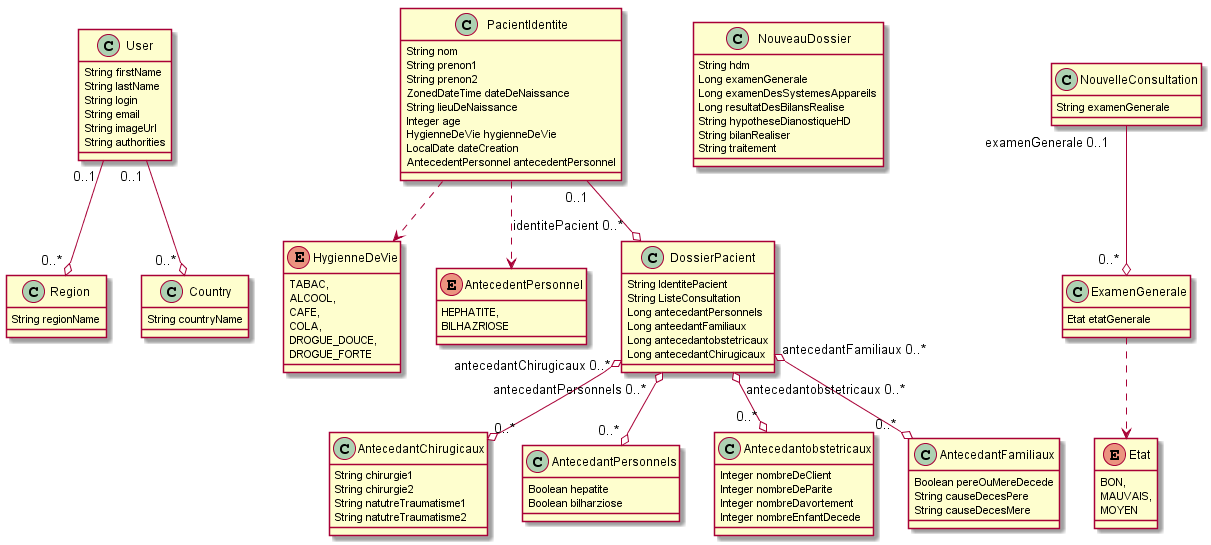 C User
String firstName
String lastName
String login
String email
String imageUrl
String authorities
C PacientIdentite
String nom
String prenon1
String prenon2
ZonedDateTime dateDeNaissance
String lieuDeNaissance
Integer age
HygienneDeVie hygienneDeVie
LocalDate dateCreation
AntecedentPersonnel antecedentPersonnel
C NouveauDossier
String hdm
Long examenGenerale
Long examenDesSystemesAppareils
Long resultatDesBilansRealise
String hypotheseDianostiqueHD
String bilanRealiser
String traitement
C NouvelleConsultation
String examenGenerale
examenGenerale 0..1
0..1
0..1
0..1
identitePacient 0..*
0..*
0..*
0..*
C Region
String regionName
C Country
String countryName
E HygienneDeVie
TABAC,
ALCOOL,
CAFE,
COLA,
DROGUE_DOUCE,
DROGUE_FORTE
E AntecedentPersonnel
HEPHATITE,
BILHAZRIOSE
C DossierPacient
String IdentitePacient
String ListeConsultation
Long antecedantPersonnels
Long anteedantFamiliaux
Long antecedantobstetricaux
Long antecedantChirugicaux
C ExamenGenerale
Etat etatGenerale
antecedantChirugicaux 0..*
antecedantPersonnels 0..*
antecedantobstetricaux 0..*
antecedantFamiliaux 0..*
0..*
0..*
0..*
0..*
C AntecedantChirugicaux
String chirurgie1
String chirurgie2
String natutreTraumatisme1
String natutreTraumatisme2
C AntecedantPersonnels
Boolean hepatite
Boolean bilharziose
C Antecedantobstetricaux
Integer nombreDeClient
Integer nombreDeParite
Integer nombreDavortement
Integer nombreEnfantDecede
C AntecedantFamiliaux
Boolean pereOuMereDecede
String causeDecesPere
String causeDecesMere
E Etat
BON,
MAUVAIS,
MOYEN